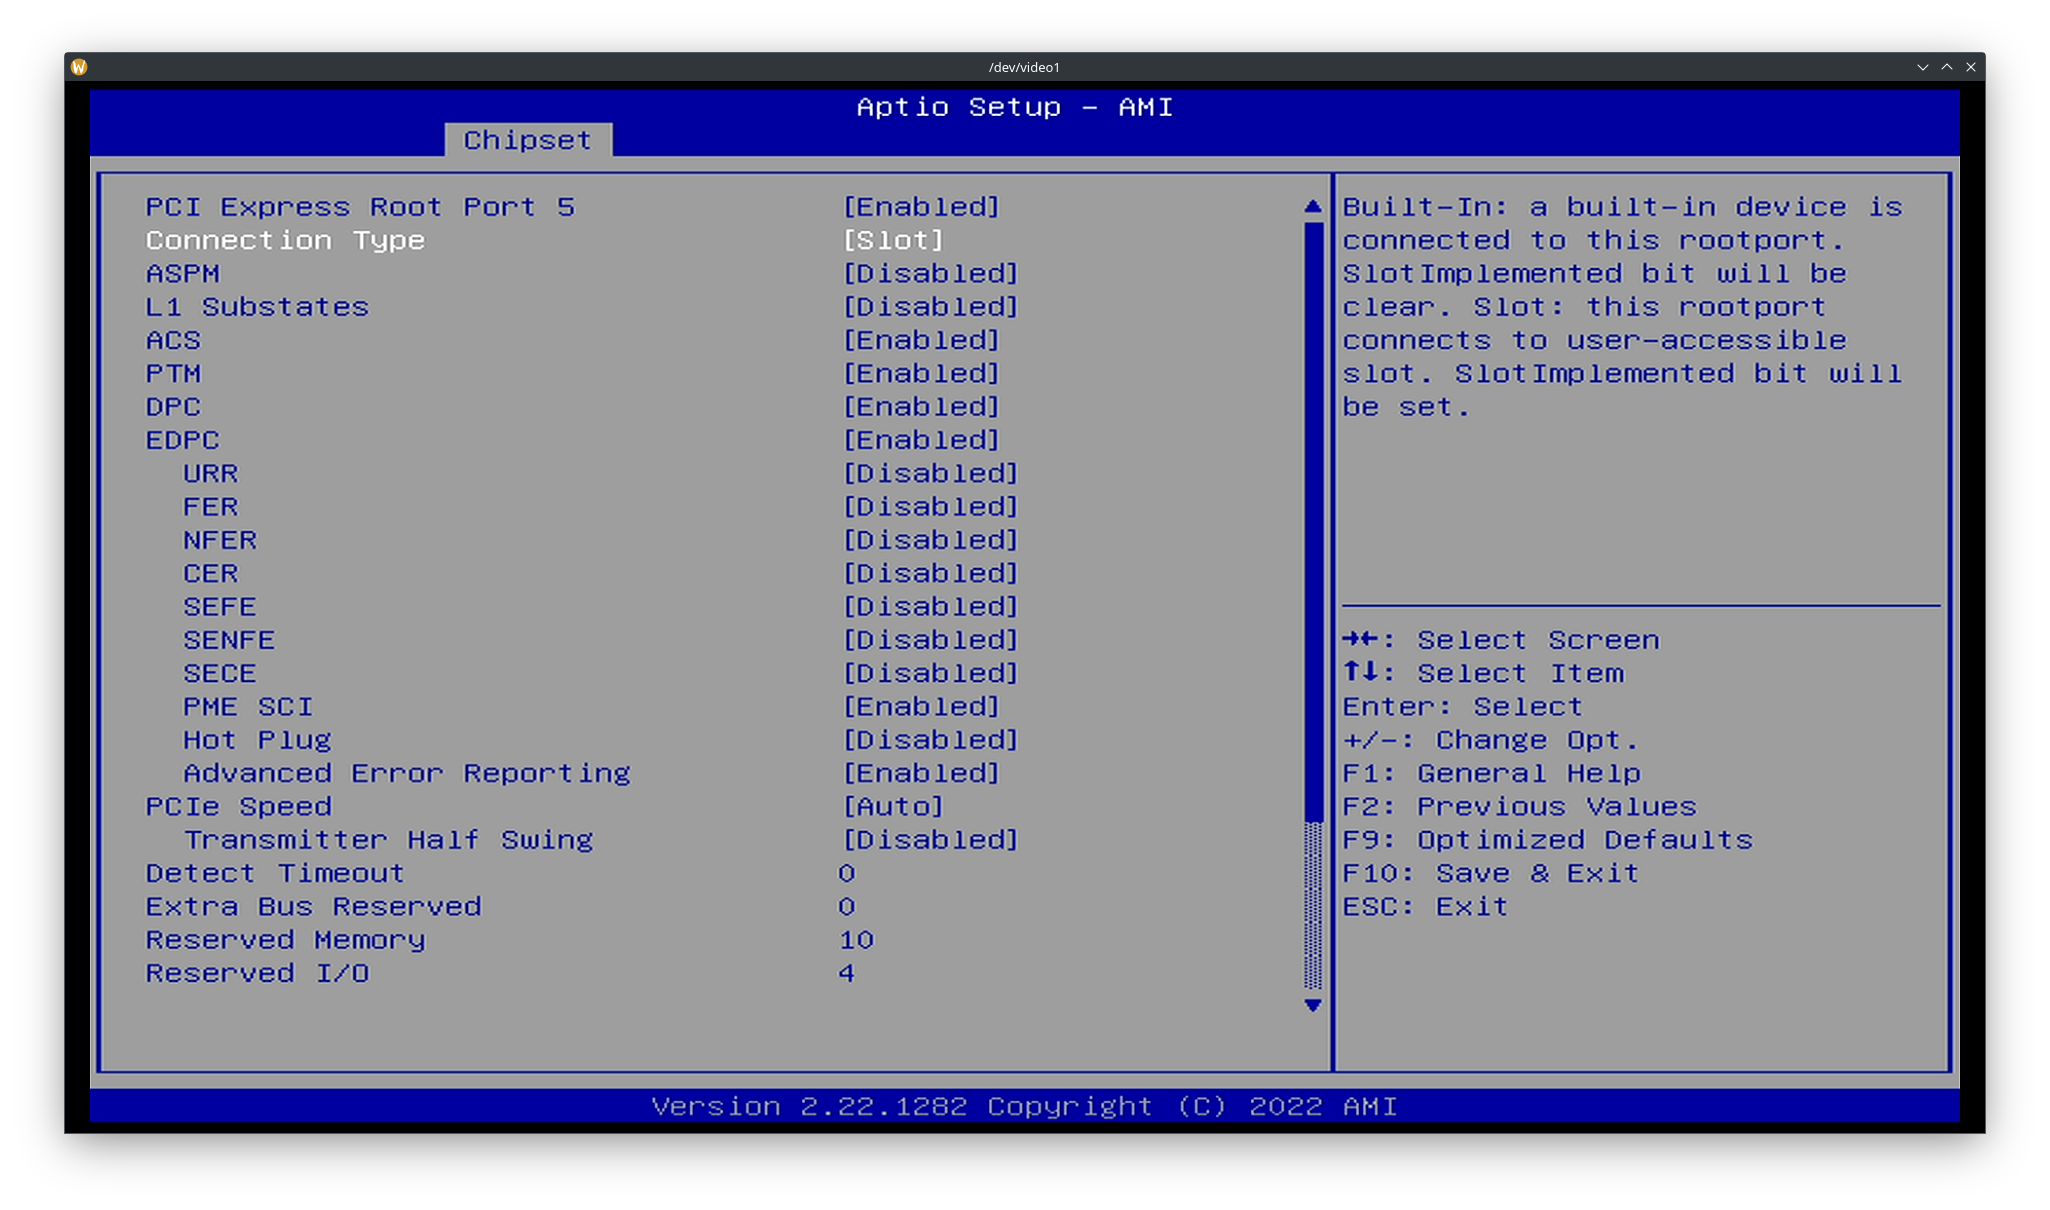 /dev/video1
Aptio Setup – AMI
Chipset
PCI Express Root Port 5 [Enabled]
Connection Type [Slot]
ASPM [Disabled]
L1 Substates [Disabled]
ACS [Enabled]
PTM [Enabled]
DPC [Enabled]
EDPC [Enabled]
URR [Disabled]
FER [Disabled]
NFER [Disabled]
CER [Disabled]
SEFE [Disabled]
SENFE [Disabled]
SECE [Disabled]
PME SCI [Enabled]
Hot Plug [Disabled]
Advanced Error Reporting [Enabled]
PCIe Speed [Auto]
Transmitter Half Swing [Disabled]
Detect Timeout 0
Extra Bus Reserved 0
Reserved Memory 10
Reserved I/O 4
Built-In: a built-in device is
connected to this rootport.
SlotImplemented bit will be
clear. Slot: this rootport
connects to user-accessible
slot. SlotImplemented bit will
be set.
→←: Select Screen
↑↓: Select Item
Enter: Select
+/-: Change Opt.
F1: General Help
F2: Previous Values
F9: Optimized Defaults
F10: Save & Exit
ESC: Exit
Version 2.22.1282 Copyright (C) 2022 AMI